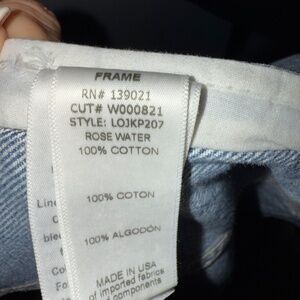 FRAME
RN# 139021
CUT# W000821
STYLE: LOJKP207
ROSE WATER
100% COTTON
100% COTON
100% ALGODÓN
MADE IN USA
of imported fabrics
& components